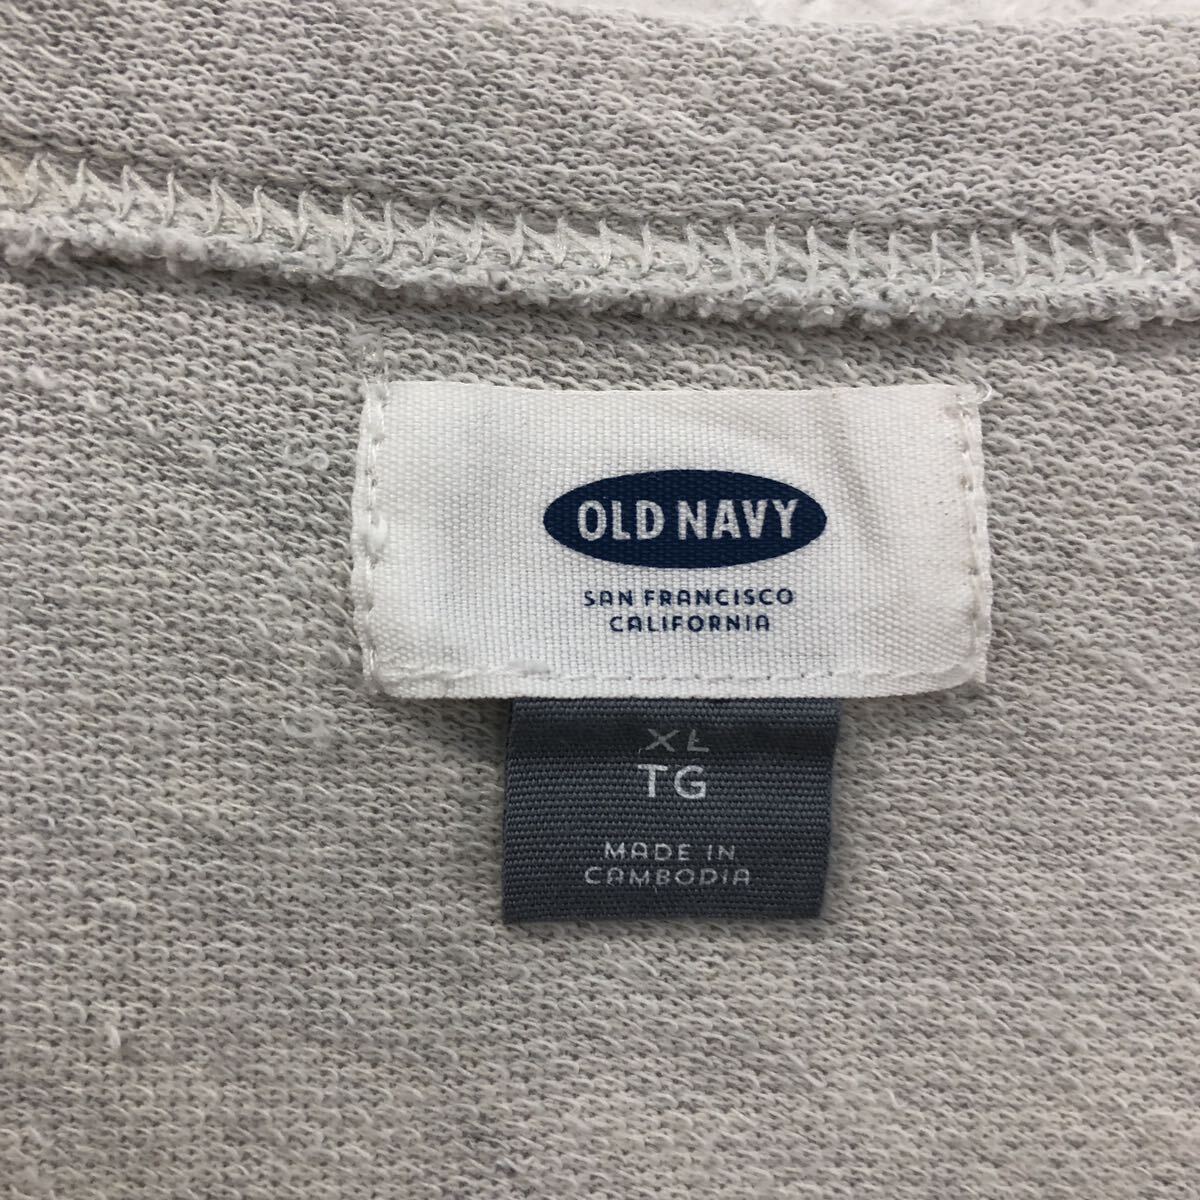 OLD NAVY
SAN FRANCISCO
CALIFORNIA
XL
TG
MADE IN
CAMBODIA